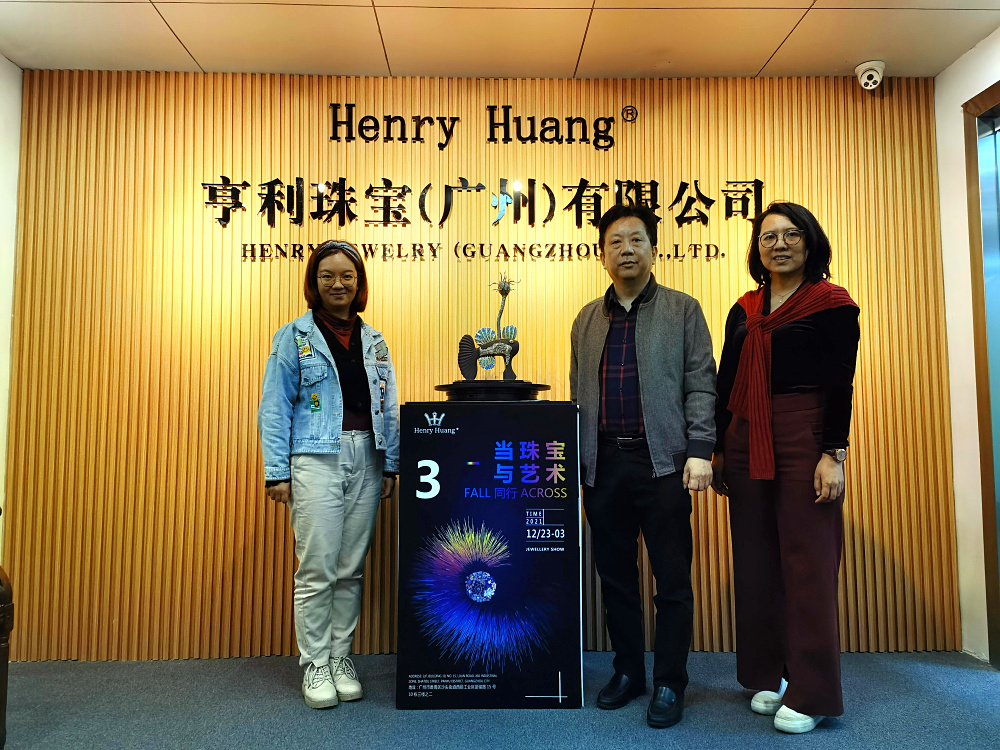 Henry Huang®
亨利珠宝(广州)有限公司
HENRY JEWELRY (GUANGZHOU) CO.,LTD.
Henry Huang
3
当珠宝
与艺术
FALL 同行 ACROSS
TIME
2021
12/23-03
JEWELLERY SHOW